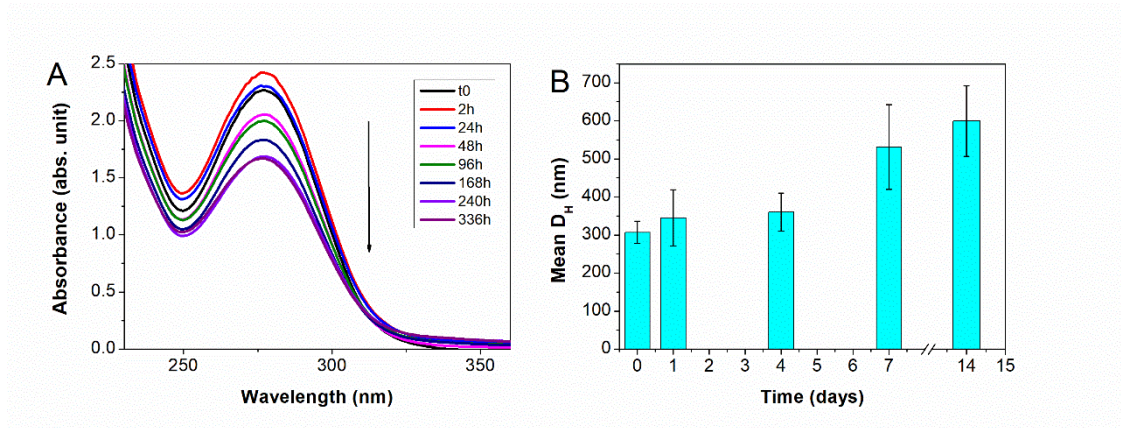 A
2.5
2.0
1.5
1.0
0.5
0.0
Absorbance (abs. unit)
t0
2h
24h
48h
96h
168h
240h
336h
250
300
350
Wavelength (nm)
B
700
600
500
400
300
200
100
0
Mean DH (nm)
0 1 2 3 4 5 6 7 14 15
Time (days)